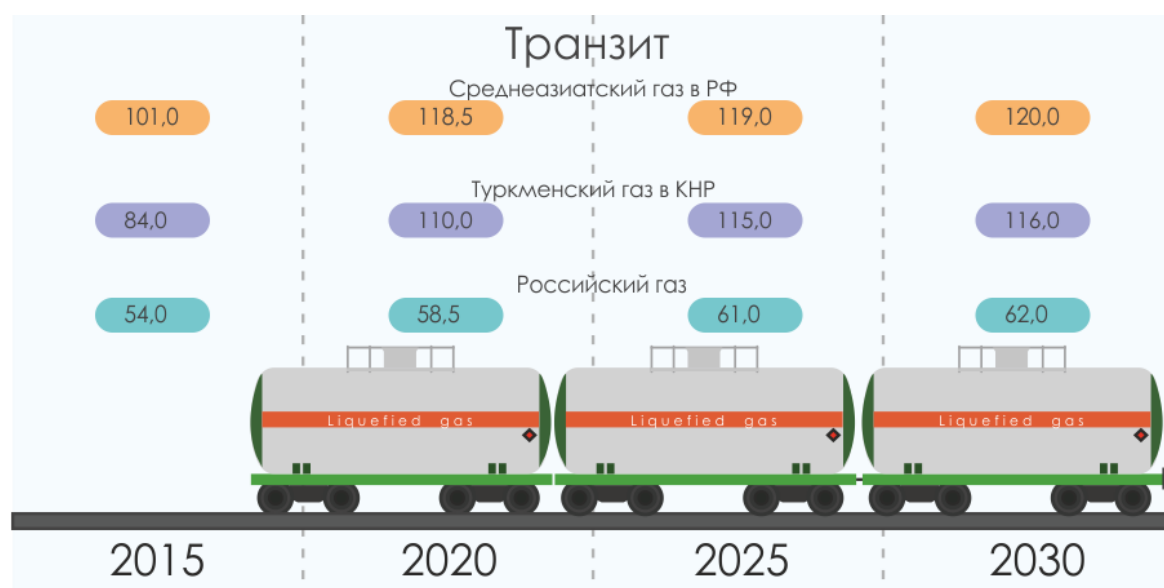 Транзит
Среднеазиатский газ в РФ
101,0 118,5 119,0 120,0
Туркменский газ в КНР
84,0 110,0 115,0 116,0
Российский газ
54,0 58,5 61,0 62,0
Liquefied gas Liquefied gas Liquefied gas
2015 2020 2025 2030